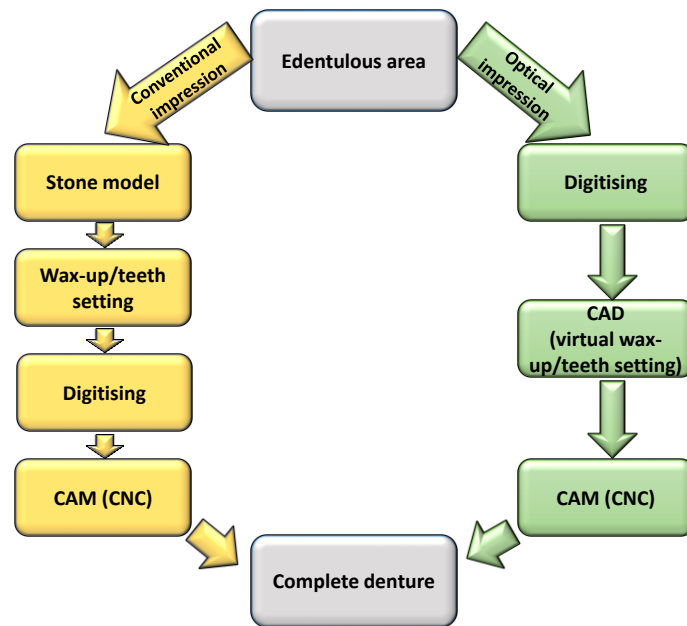 Edentulous area
Conventional
impression
Optical
impression
Stone model
Wax-up/teeth
setting
Digitising
CAM (CNC)
Digitising
CAD
(virtual wax-
up/teeth setting)
CAM (CNC)
Complete denture